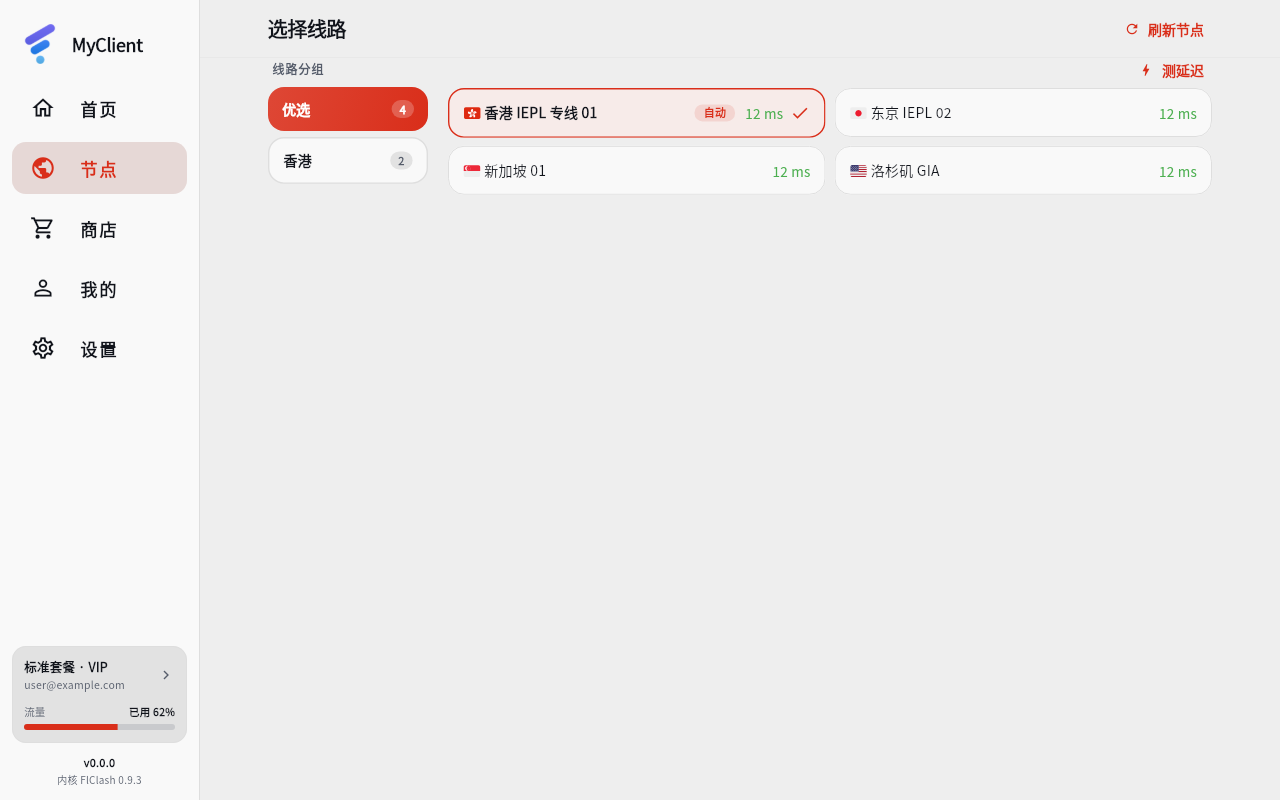 MyClient
首页
节点
商店
我的
设置
标准套餐 · VIP
user@example.com
流量 已用 62%
v0.0.0
内核 FlClash 0.9.3
选择线路
刷新节点
线路分组
测延迟
优选 4
香港 2
香港 IEPL 专线 01 自动 12 ms
东京 IEPL 02 12 ms
新加坡 01 12 ms
洛杉矶 GIA 12 ms